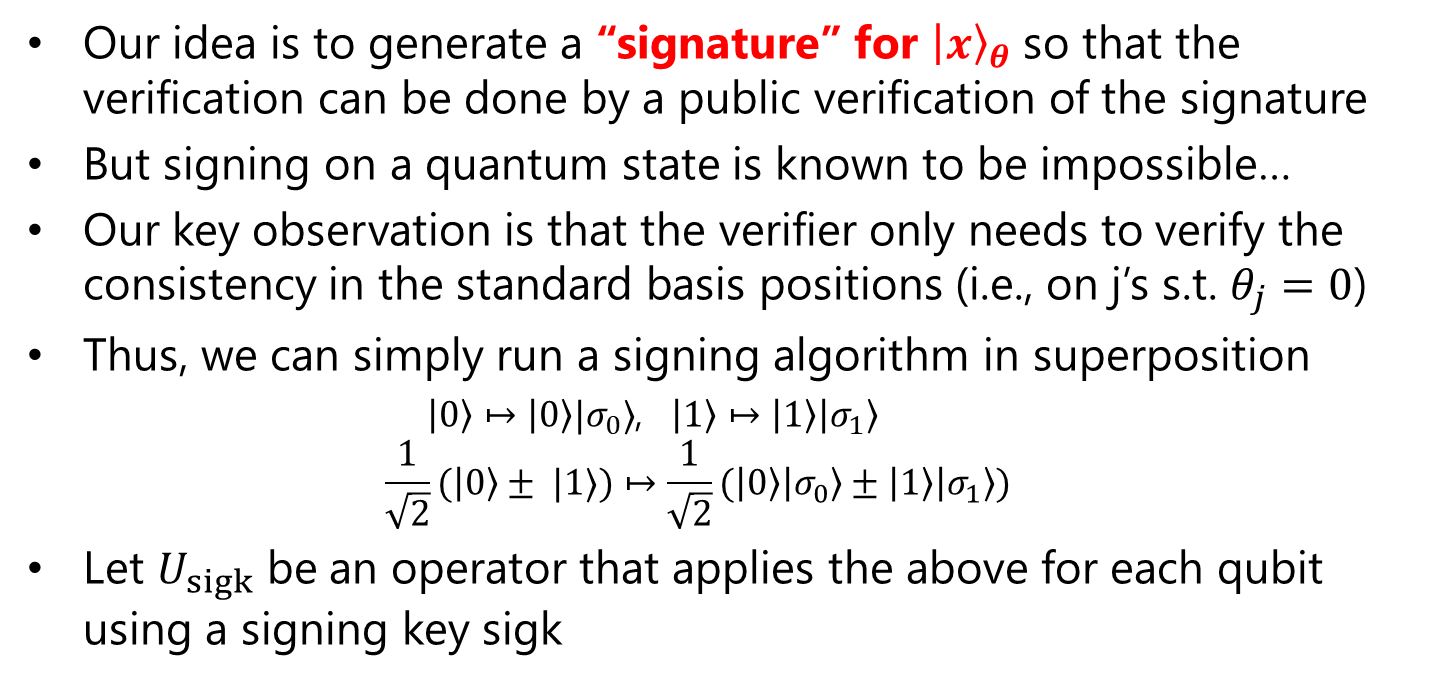 • Our idea is to generate a “signature” for |x⟩θ so that the
verification can be done by a public verification of the signature
• But signing on a quantum state is known to be impossible...
• Our key observation is that the verifier only needs to verify the
consistency in the standard basis positions (i.e., on j’s s.t. θⱼ = 0)
• Thus, we can simply run a signing algorithm in superposition
|0⟩ ↦ |0⟩|σ₀⟩, |1⟩ ↦ |1⟩|σ₁⟩
1/√2 (|0⟩ ± |1⟩) ↦ 1/√2 (|0⟩|σ₀⟩ ± |1⟩|σ₁⟩)
• Let U_sigk be an operator that applies the above for each qubit
using a signing key sigk